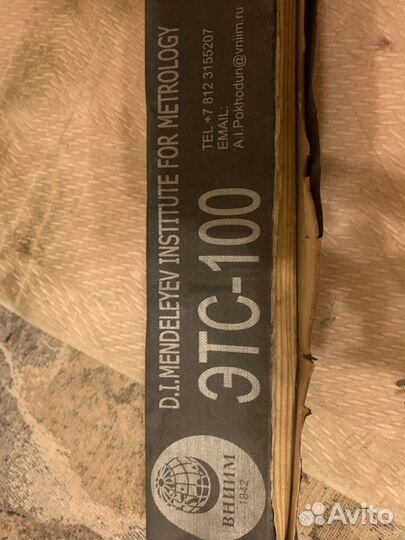 D.I.MENDELEYEV INSTITUTE FOR METROLOGY
ЭТС-100
TEL +7 812 3155207
EMAIL:
A.I.Pokhodun@vniim.ru
ВНИИМ
1842
Avito